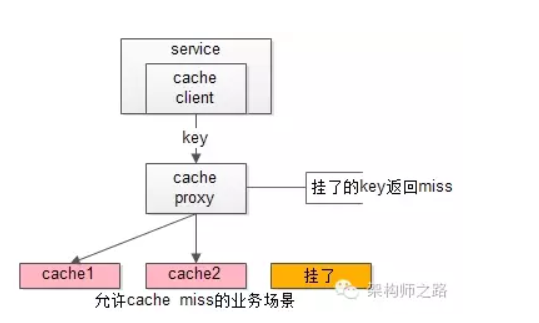 service
cache
client
key
cache
proxy
挂了的key返回miss
cache1
cache2
挂了
允许cache miss的业务场景
架构师之路